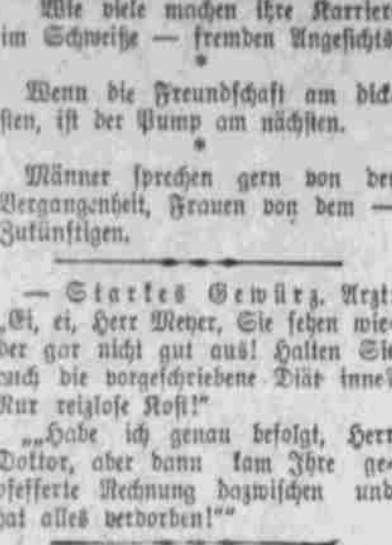 Wie viele machen ihre Karriere
im Schweiße — fremden Angesichts
*
Wenn die Freundschaft am dick-
sten, ist der Pump am nächsten.
*
Männer sprechen gern von der
Vergangenheit, Frauen von dem —
Zukünftigen.
— Starkes Gewürz. Arzt:
„Ei, ei, Herr Meyer, Sie sehen wie-
der gar nicht gut aus! Halten Sie
auch die vorgeschriebene Diät inne?
Nur reizlose Kost!"
„„Habe ich genau befolgt, Herr
Doktor, aber dann kam Ihre ge-
pfefferte Rechnung dazwischen und
hat alles verdorben!""